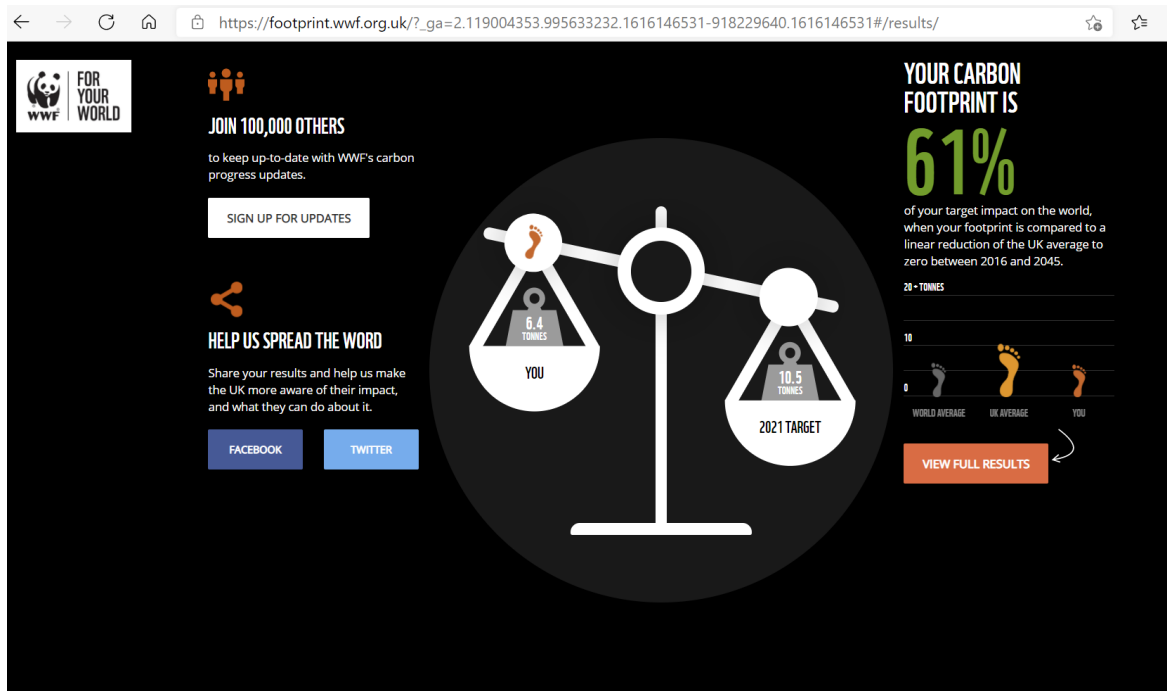 https://footprint.wwf.org.uk/?_ga=2.119004353.995633232.1616146531-918229640.1616146531#/results/
WWF
FOR
YOUR
WORLD
JOIN 100,000 OTHERS
to keep up-to-date with WWF's carbon
progress updates.
SIGN UP FOR UPDATES
HELP US SPREAD THE WORD
Share your results and help us make
the UK more aware of their impact,
and what they can do about it.
FACEBOOK
TWITTER
6.4
TONNES
YOU
10.5
TONNES
2021 TARGET
YOUR CARBON
FOOTPRINT IS
61%
of your target impact on the world,
when your footprint is compared to a
linear reduction of the UK average to
zero between 2016 and 2045.
20+ TONNES
10
0
WORLD AVERAGE
UK AVERAGE
YOU
VIEW FULL RESULTS